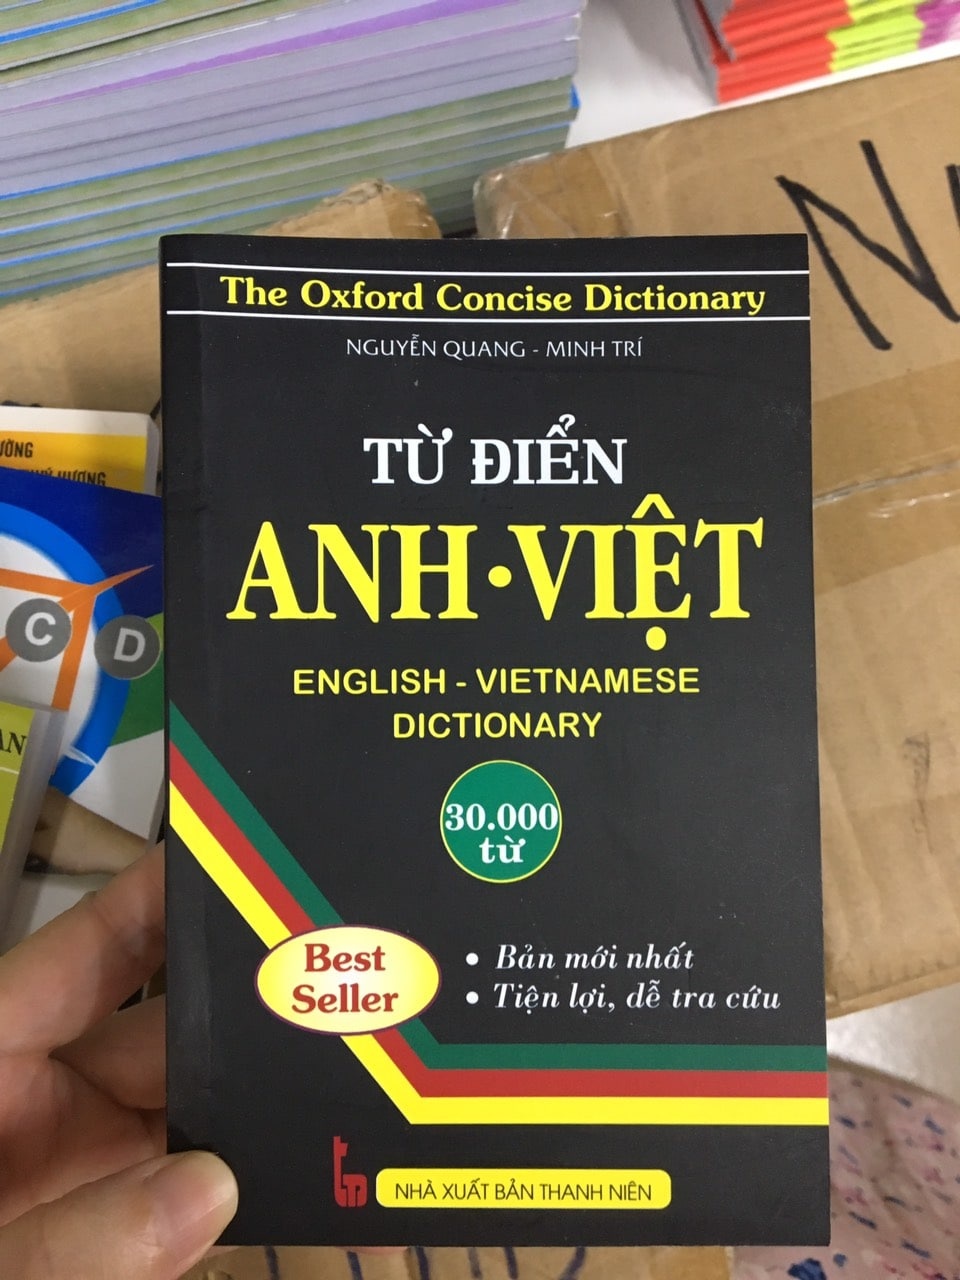 The Oxford Concise Dictionary
NGUYỄN QUANG - MINH TRÍ
TỪ ĐIỂN
ANH·VIỆT
ENGLISH - VIETNAMESE
DICTIONARY
30.000
từ
Best
Seller
• Bản mới nhất
• Tiện lợi, dễ tra cứu
NHÀ XUẤT BẢN THANH NIÊN
C
D